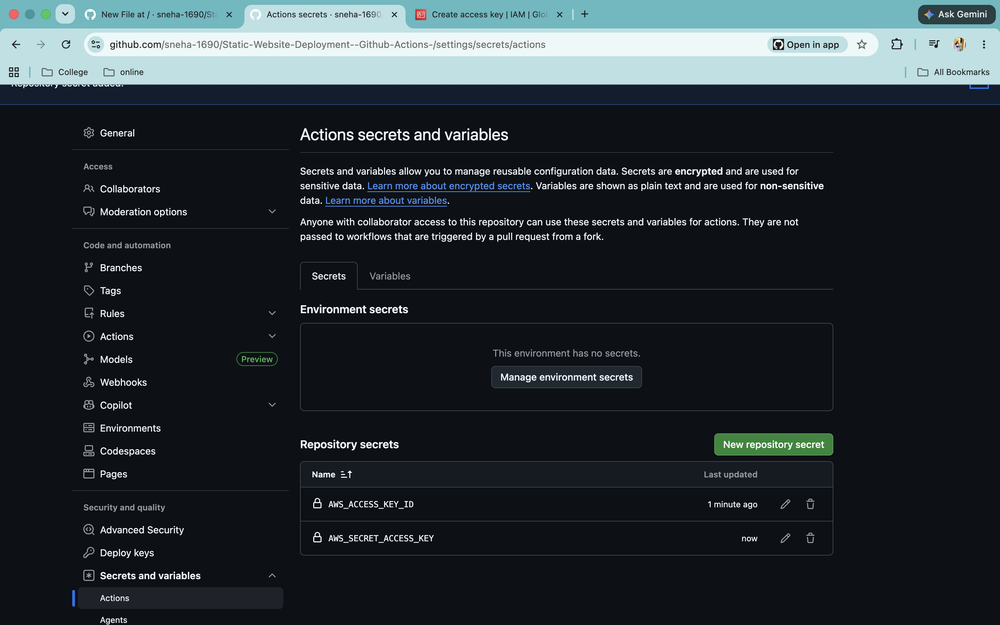 New File at / · sneha-1690/Sta
Actions secrets · sneha-1690/
Create access key | IAM | Glob
Ask Gemini
github.com/sneha-1690/Static-Website-Deployment--Github-Actions-/settings/secrets/actions
Open in app
College
online
All Bookmarks
Repository secret added.
General
Access
Collaborators
Moderation options
Code and automation
Branches
Tags
Rules
Actions
Models
Preview
Webhooks
Copilot
Environments
Codespaces
Pages
Security and quality
Advanced Security
Deploy keys
Secrets and variables
Actions
Agents
Actions secrets and variables
Secrets and variables allow you to manage reusable configuration data. Secrets are encrypted and are used for
sensitive data. Learn more about encrypted secrets. Variables are shown as plain text and are used for non-sensitive
data. Learn more about variables.
Anyone with collaborator access to this repository can use these secrets and variables for actions. They are not
passed to workflows that are triggered by a pull request from a fork.
Secrets
Variables
Environment secrets
This environment has no secrets.
Manage environment secrets
Repository secrets
New repository secret
Name
Last updated
AWS_ACCESS_KEY_ID
1 minute ago
AWS_SECRET_ACCESS_KEY
now